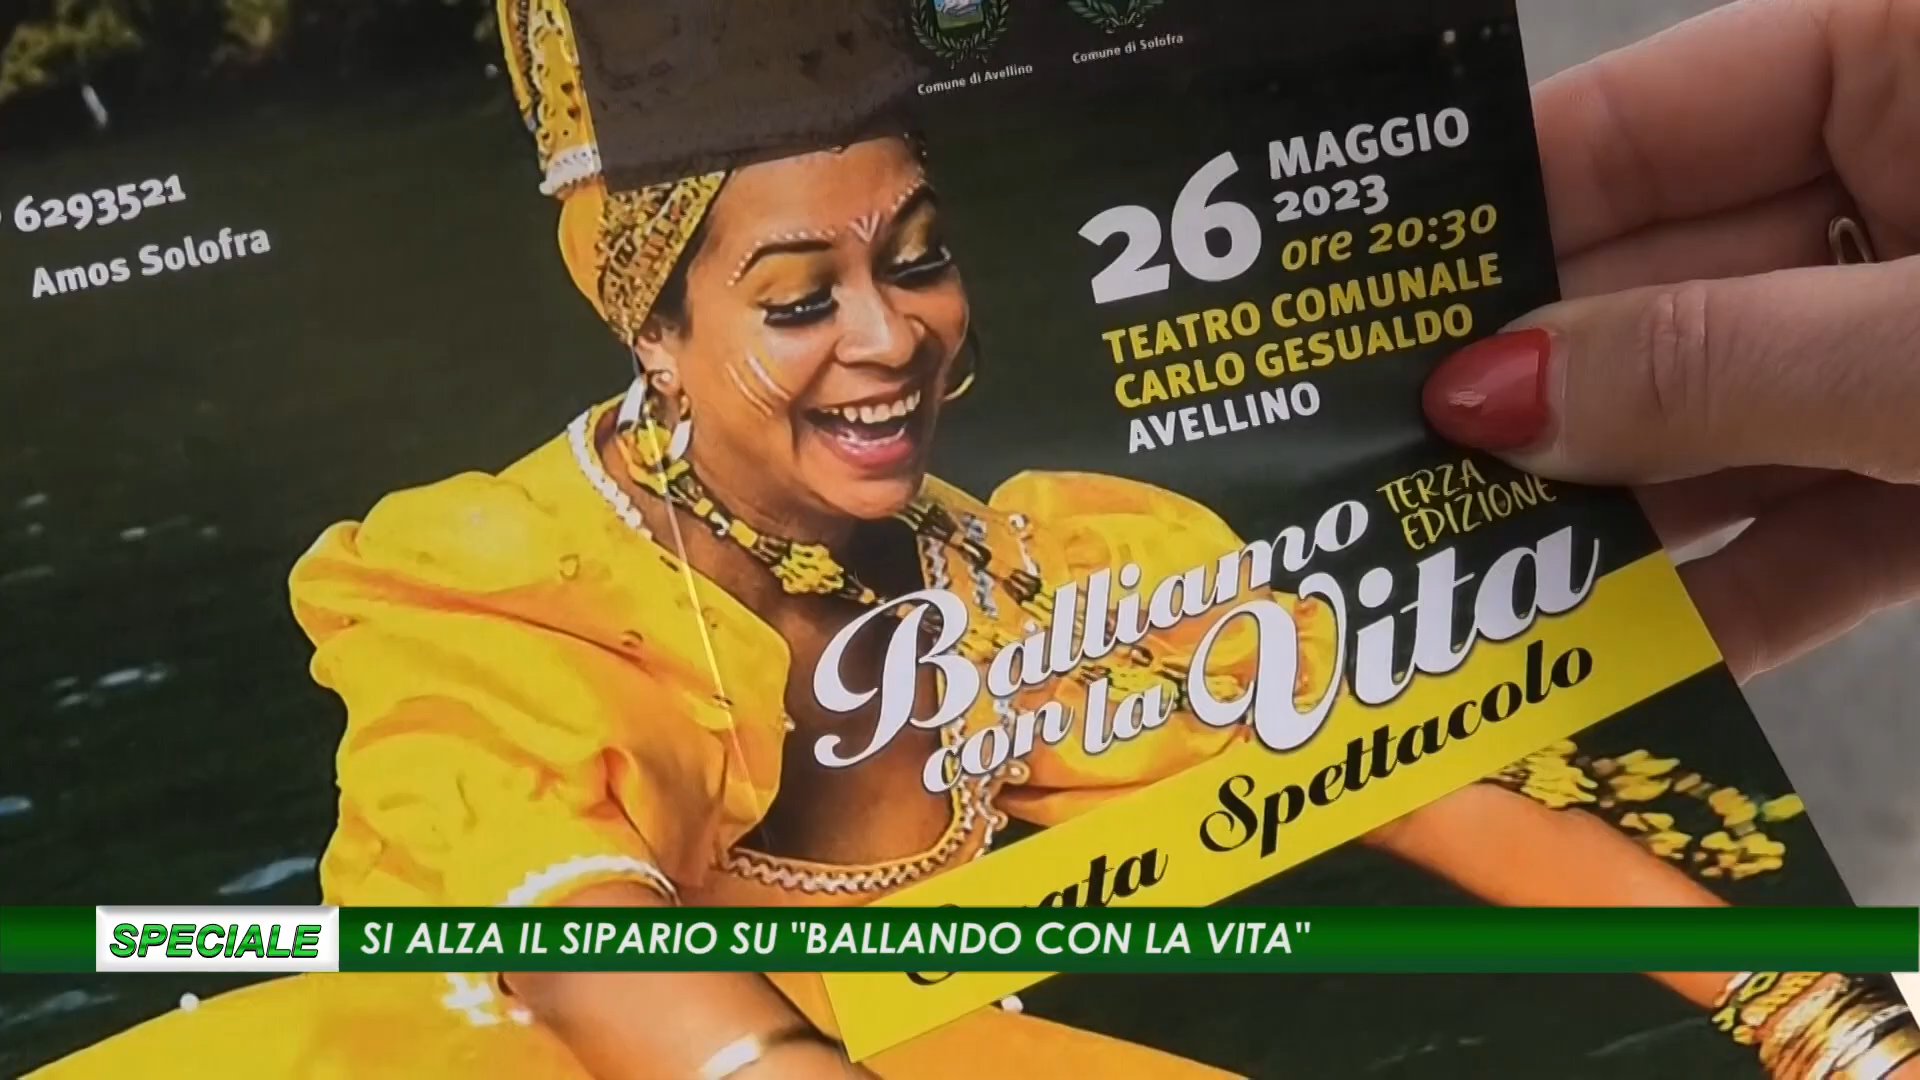 Comune di Avellino
Comune di Solofra
6293521
Amos Solofra
26 MAGGIO
2023
ore 20:30
TEATRO COMUNALE
CARLO GESUALDO
AVELLINO
TERZA
EDIZIONE
Balliamo
con la Vita
Spettacolo
SPECIALE SI ALZA IL SIPARIO SU "BALLANDO CON LA VITA"